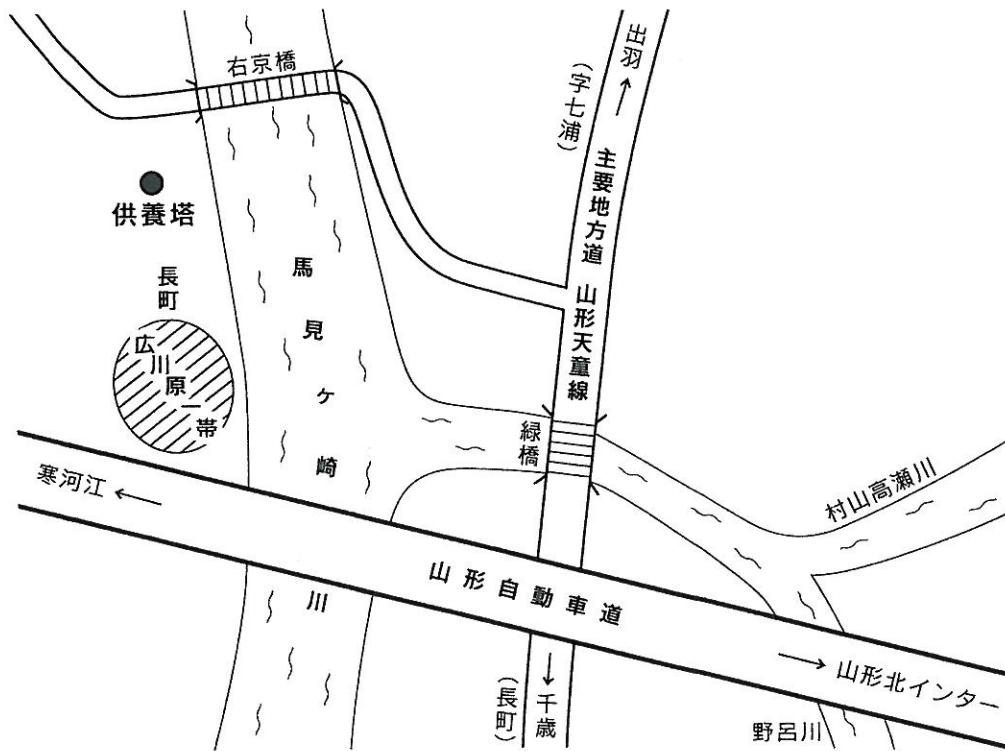 出羽
(字七浦)
右京橋
主要地方道 山形天童線
供養塔
長町
馬見ケ崎川
広川原一帯
緑橋
寒河江
村山高瀬川
山形自動車道
山形北インター
千歳
(長町)
野呂川